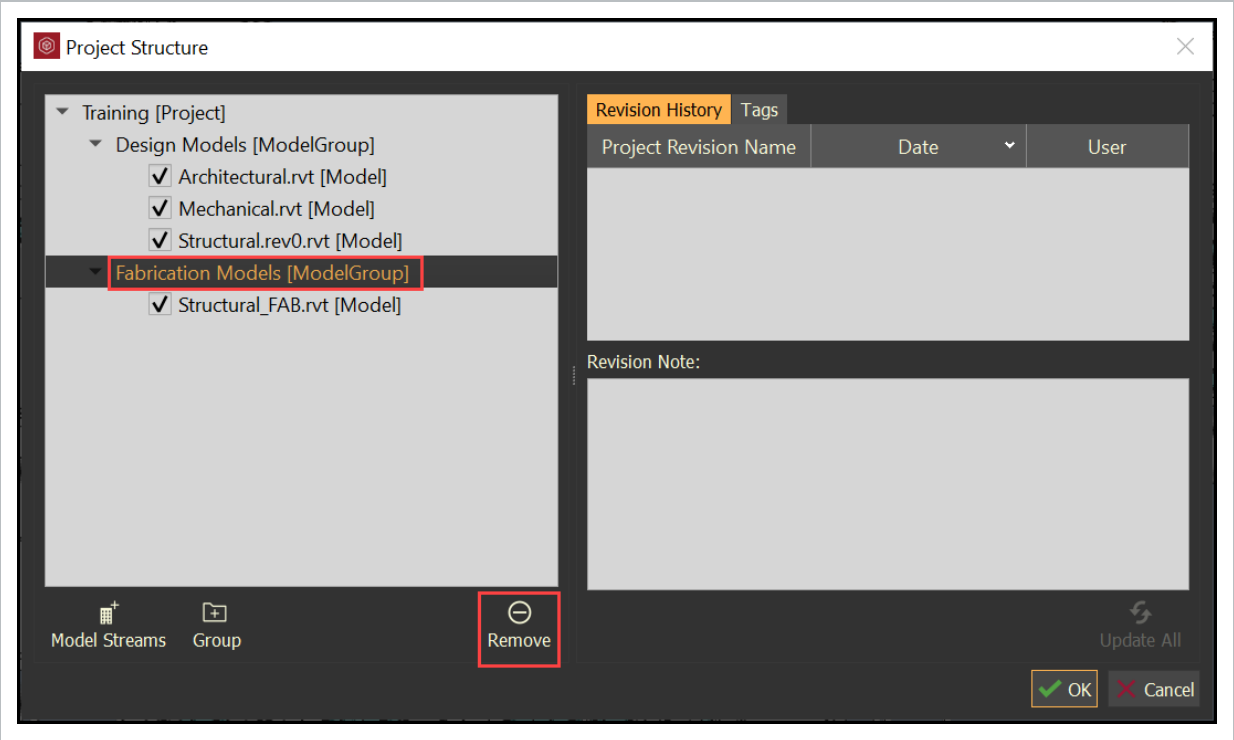 Project Structure
Training [Project]
Design Models [ModelGroup]
Architectural.rvt [Model]
Mechanical.rvt [Model]
Structural.rev0.rvt [Model]
Fabrication Models [ModelGroup]
Structural_FAB.rvt [Model]
Model Streams Group Remove
Revision History Tags
Project Revision Name Date User
Revision Note:
Update All
OK Cancel